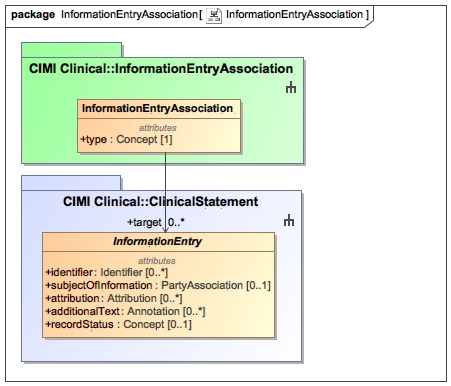 package InformationEntryAssociation[ InformationEntryAssociation ]
CIMI Clinical::InformationEntryAssociation
InformationEntryAssociation
attributes
+type : Concept [1]
CIMI Clinical::ClinicalStatement
+target 0..*
InformationEntry
attributes
+identifier : Identifier [0..*]
+subjectOfInformation : PartyAssociation [0..1]
+attribution : Attribution [0..*]
+additionalText : Annotation [0..*]
+recordStatus : Concept [0..1]